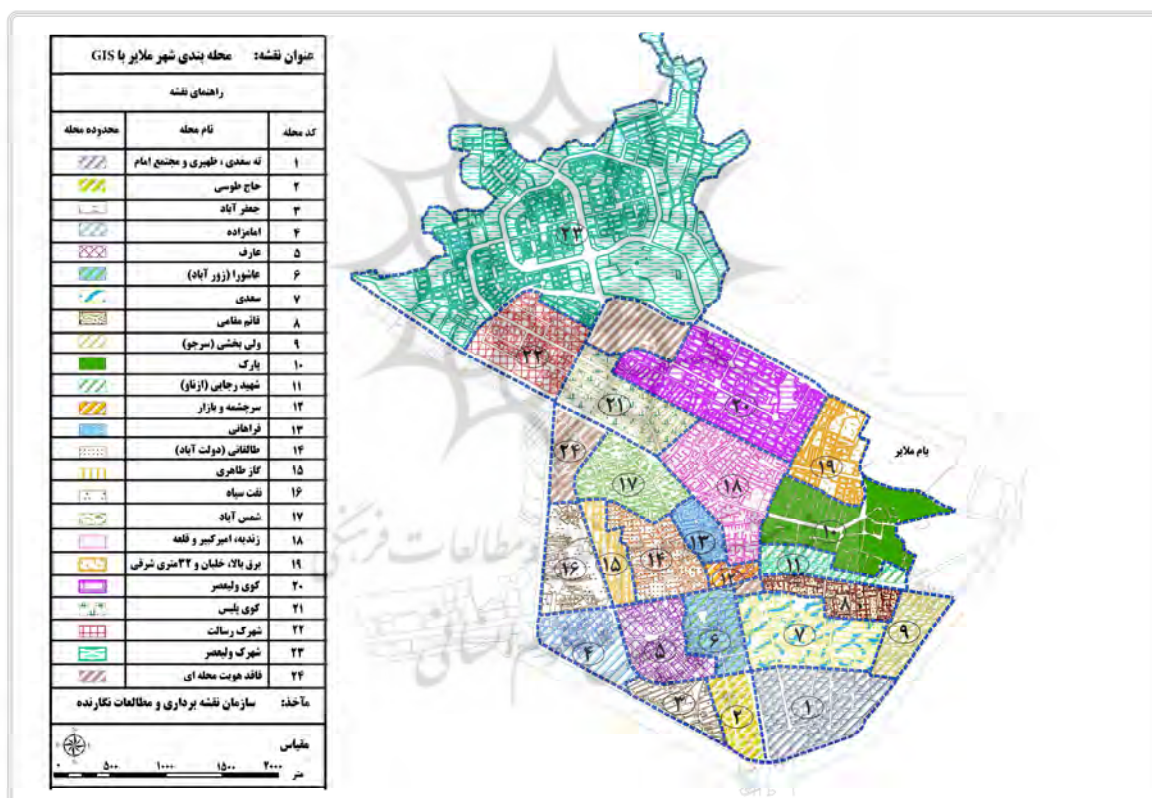 عنوان نقشه: محله بندی شهر ملایر با GIS
راهنمای نقشه
کد محله نام محله محدوده محله
۱ ته سعدی ، ظهیری و مجتمع امام
۲ حاج طوسی
۳ جعفر آباد
۴ امامزاده
۵ عارف
۶ عاشورا (زور آباد)
۷ سعدی
۸ قائم مقامی
۹ ولی بخشی (سرجو)
۱۰ پارک
۱۱ شهید رجایی (ازناو)
۱۲ سرچشمه و بازار
۱۳ فراهانی
۱۴ طالقانی (دولت آباد)
۱۵ گاز طاهری
۱۶ نفت سیاه
۱۷ شمس آباد
۱۸ زندیه، امیرکبیر و قلعه
۱۹ برق بالا، خلبان و ۳۲متری شرقی
۲۰ کوی ولیعصر
۲۱ کوی پلیس
۲۲ شهرک رسالت
۲۳ شهرک ولیعصر
۲۴ فاقد هویت محله ای
مآخذ: سازمان نقشه برداری و مطالعات نگارنده
مقیاس
۰ ۵۰۰ ۱۰۰۰ ۱۵۰۰ ۲۰۰۰ متر
۲۳
۲۲
۲۱
۲۰
۱۹
بام ملایر
۲۴
۱۷
۱۸
۱۰
۱۳
۱۶
۱۵
۱۴
۱۲
۱۱
۸
۹
۷
۶
۵
۴
۳
۲
۱
مطالعات فرهنگی